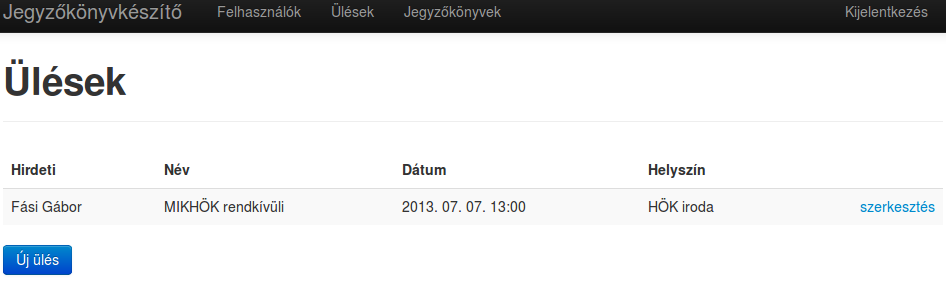 Jegyzőkönyvkészítő Felhasználók Ülések Jegyzőkönyvek Kijelentkezés
Ülések
Hirdeti Név Dátum Helyszín
Fási Gábor MIKHÖK rendkívüli 2013. 07. 07. 13:00 HÖK iroda szerkesztés
Új ülés